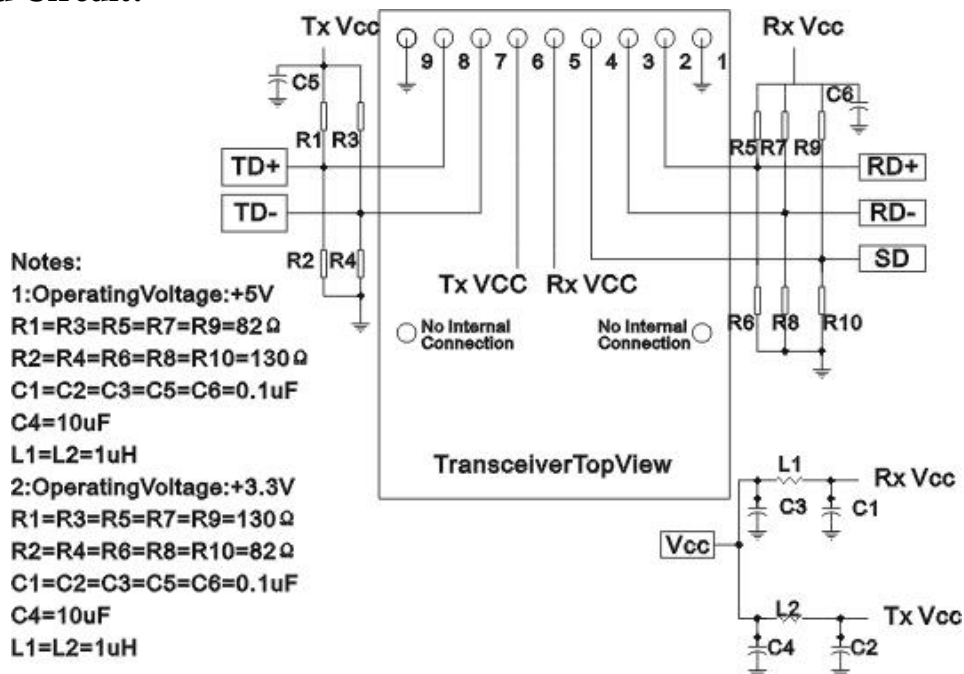 Tx Vcc
Rx Vcc
9 8 7 6 5 4 3 2 1
C5
C6
R1 R3
R5 R7 R9
TD+
RD+
TD-
RD-
SD
R2 R4
Tx VCC Rx VCC
R6 R8 R10
No Internal
Connection
No Internal
Connection
TransceiverTopView
Notes:
1:OperatingVoltage:+5V
R1=R3=R5=R7=R9=82Ω
R2=R4=R6=R8=R10=130Ω
C1=C2=C3=C5=C6=0.1uF
C4=10uF
L1=L2=1uH
2:OperatingVoltage:+3.3V
R1=R3=R5=R7=R9=130Ω
R2=R4=R6=R8=R10=82Ω
C1=C2=C3=C5=C6=0.1uF
C4=10uF
L1=L2=1uH
L1
Rx Vcc
C3 C1
Vcc
L2
Tx Vcc
C4 C2